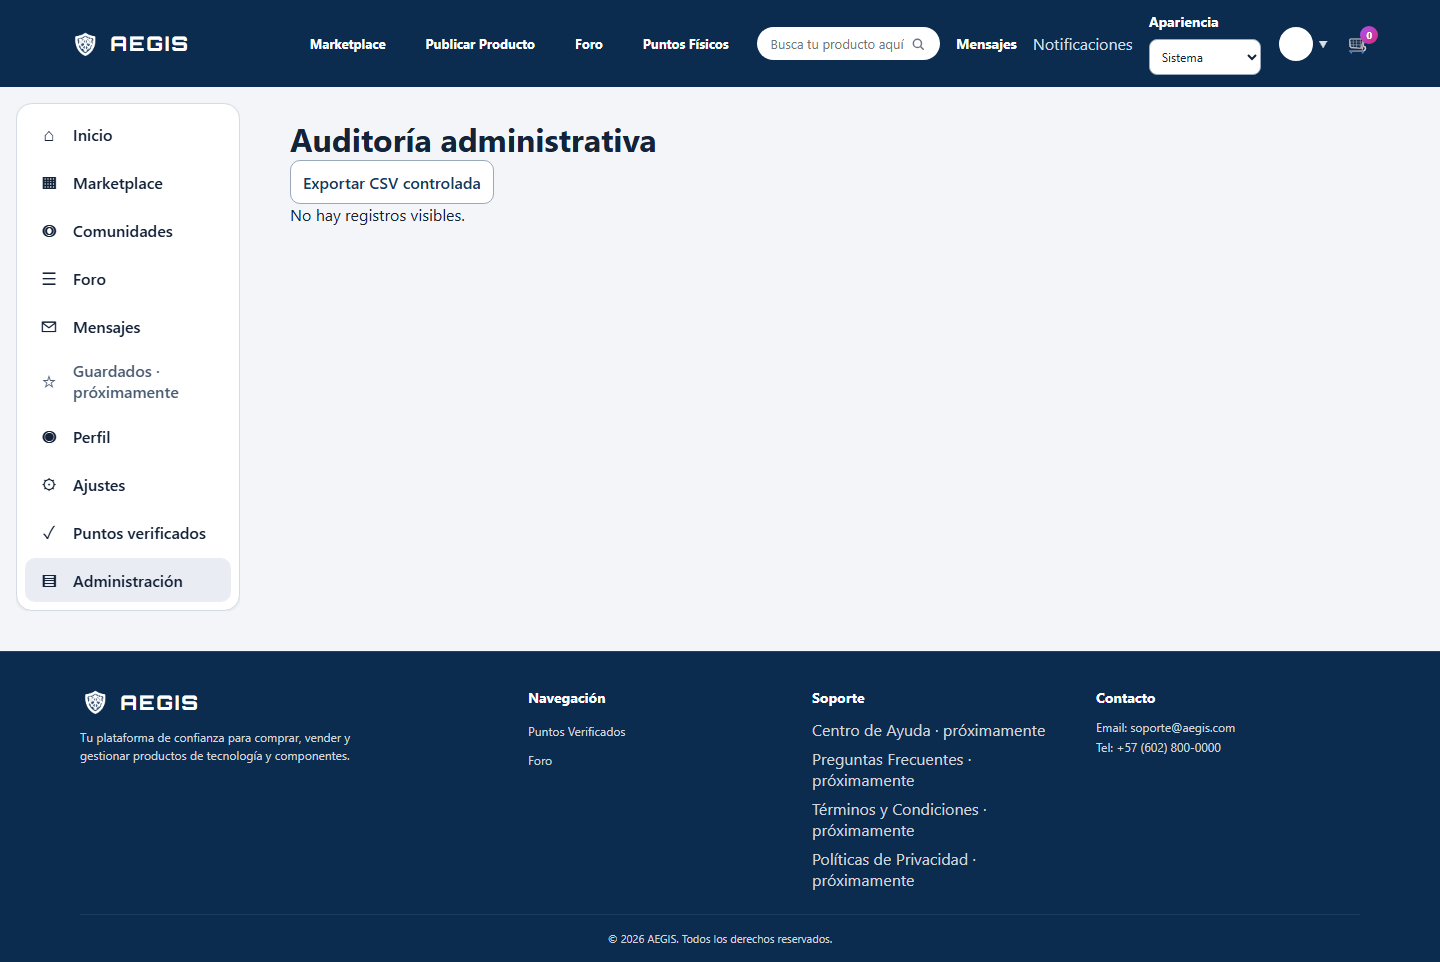 AEGIS
Marketplace
Publicar Producto
Foro
Puntos Físicos
Busca tu producto aquí
Mensajes
Notificaciones
Apariencia
Sistema
0
Inicio
Marketplace
Comunidades
Foro
Mensajes
Guardados ·
próximamente
Perfil
Ajustes
Puntos verificados
Administración
Auditoría administrativa
Exportar CSV controlada
No hay registros visibles.
AEGIS
Tu plataforma de confianza para comprar, vender y
gestionar productos de tecnología y componentes.
Navegación
Puntos Verificados
Foro
Soporte
Centro de Ayuda · próximamente
Preguntas Frecuentes ·
próximamente
Términos y Condiciones ·
próximamente
Políticas de Privacidad ·
próximamente
Contacto
Email: soporte@aegis.com
Tel: +57 (602) 800-0000
© 2026 AEGIS. Todos los derechos reservados.